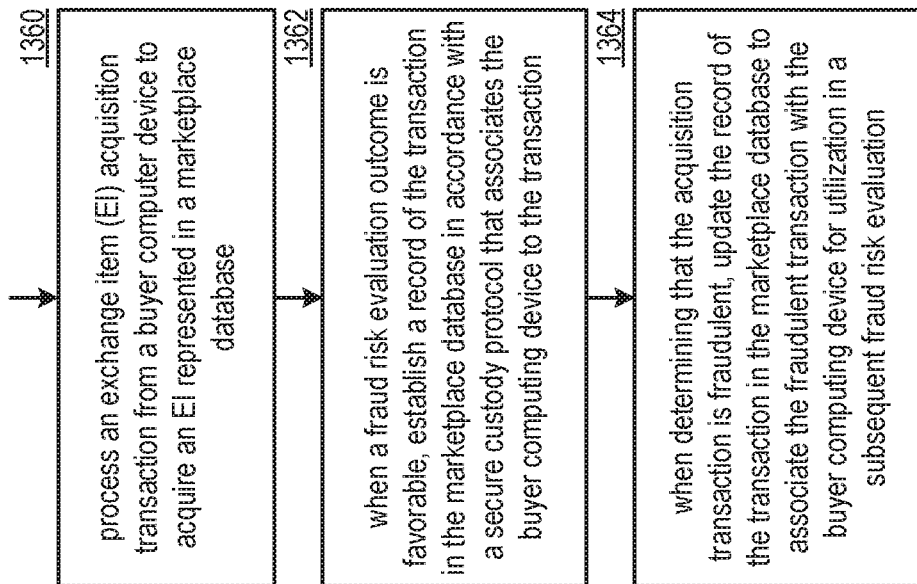 1360
process an exchange item (EI) acquisition
transaction from a buyer computer device to
acquire an EI represented in a marketplace
database
1362
when a fraud risk evaluation outcome is
favorable, establish a record of the transaction
in the marketplace database in accordance with
a secure custody protocol that associates the
buyer computing device to the transaction
1364
when determining that the acquisition
transaction is fraudulent, update the record of
the transaction in the marketplace database to
associate the fraudulent transaction with the
buyer computing device for utilization in a
subsequent fraud risk evaluation